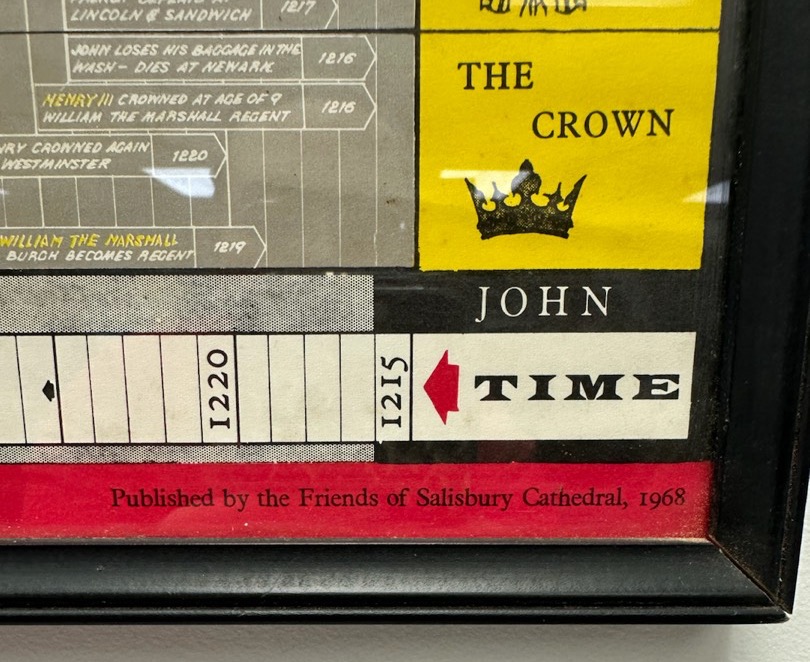 LINCOLN & SANDWICH
1217
JOHN LOSES HIS BAGGAGE IN THE
WASH – DIES AT NEWARK
1216
HENRY III CROWNED AT AGE OF 9
WILLIAM THE MARSHALL REGENT
1216
CROWNED AGAIN
WESTMINSTER
1220
WILLIAM THE MARSHALL
BURGH BECOMES REGENT
1219
THE
CROWN
JOHN
1220
1215
TIME
Published by the Friends of Salisbury Cathedral, 1968